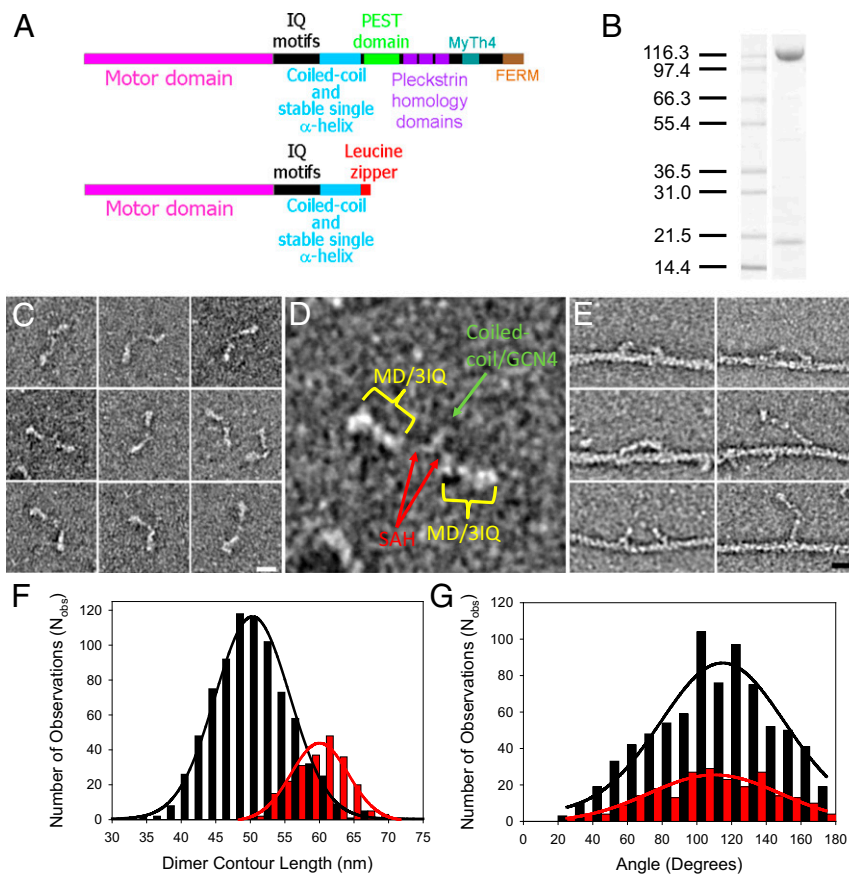 A
IQ
motifs
PEST
domain
MyTh4
Motor domain
Coiled-coil
and
stable single
α-helix
Pleckstrin
homology
domains
FERM
IQ
motifs
Leucine
zipper
Motor domain
Coiled-coil
and
stable single
α-helix
B
116.3
97.4
66.3
55.4
36.5
31.0
21.5
14.4
C
D
Coiled-
coil/GCN4
MD/3IQ
SAH
MD/3IQ
E
F
Number of Observations (Nobs)
120
100
80
60
40
20
0
30 35 40 45 50 55 60 65 70 75
Dimer Contour Length (nm)
G
Number of Observations (Nobs)
120
100
80
60
40
20
0
0 20 40 60 80 100 120 140 160 180
Angle (Degrees)